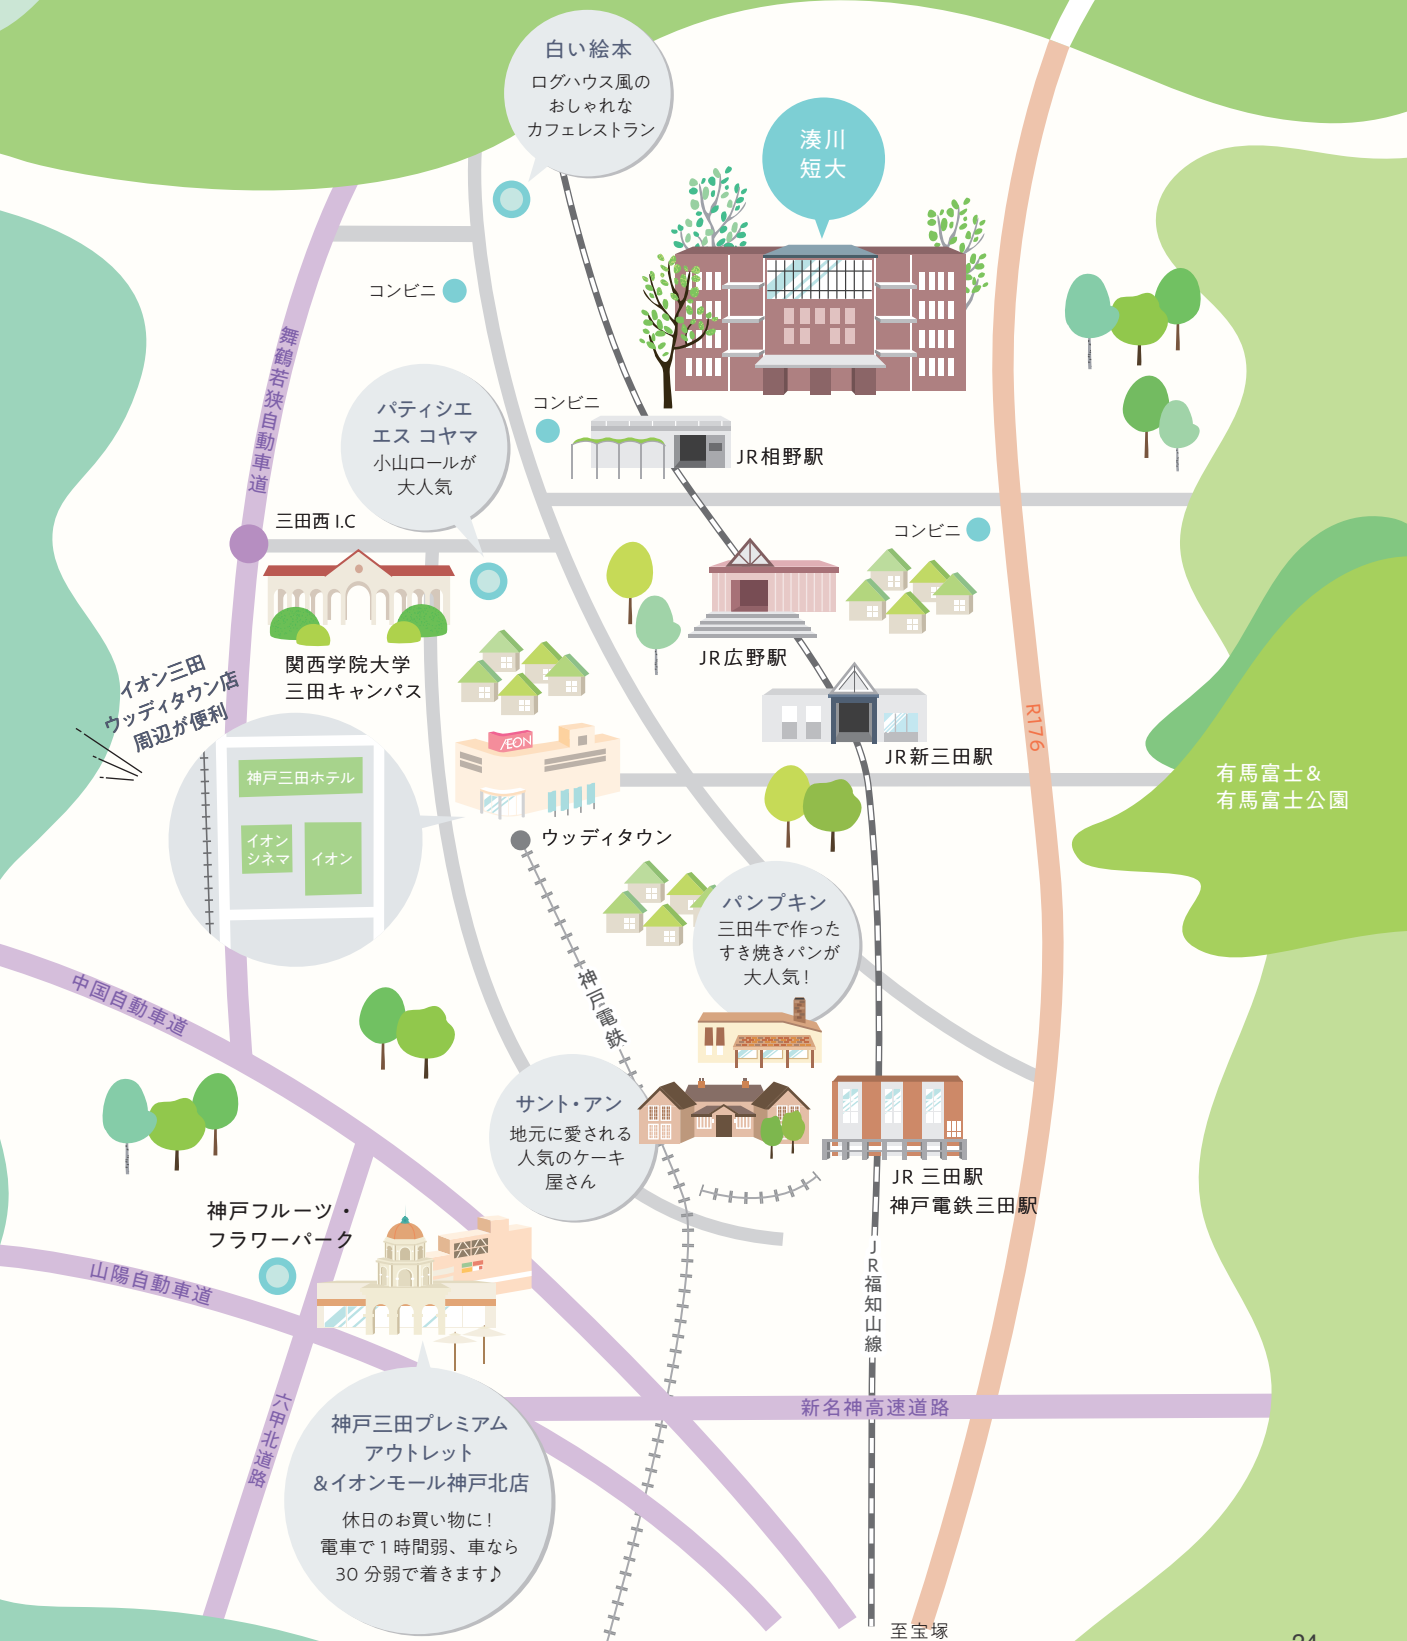 白い絵本
ログハウス風の
おしゃれな
カフェレストラン
湊川
短大
コンビニ
舞鶴若狭自動車道
パティシエ
エス コヤマ
小山ロールが
大人気
コンビニ
JR相野駅
三田西 I.C
コンビニ
関西学院大学
三田キャンパス
JR広野駅
イオン三田
ウッディタウン店
周辺が便利
R176
ÆON
JR新三田駅
有馬富士&
有馬富士公園
神戸三田ホテル
イオン
シネマ
イオン
ウッディタウン
パンプキン
三田牛で作った
すき焼きパンが
大人気!
神戸電鉄
中国自動車道
サント・アン
地元に愛される
人気のケーキ
屋さん
JR 三田駅
神戸電鉄三田駅
神戸フルーツ・
フラワーパーク
山陽自動車道
JR福知山線
六甲北道路
新名神高速道路
神戸三田プレミアム
アウトレット
&イオンモール神戸北店
休日のお買い物に!
電車で1時間弱、車なら
30 分弱で着きます♪
至宝塚